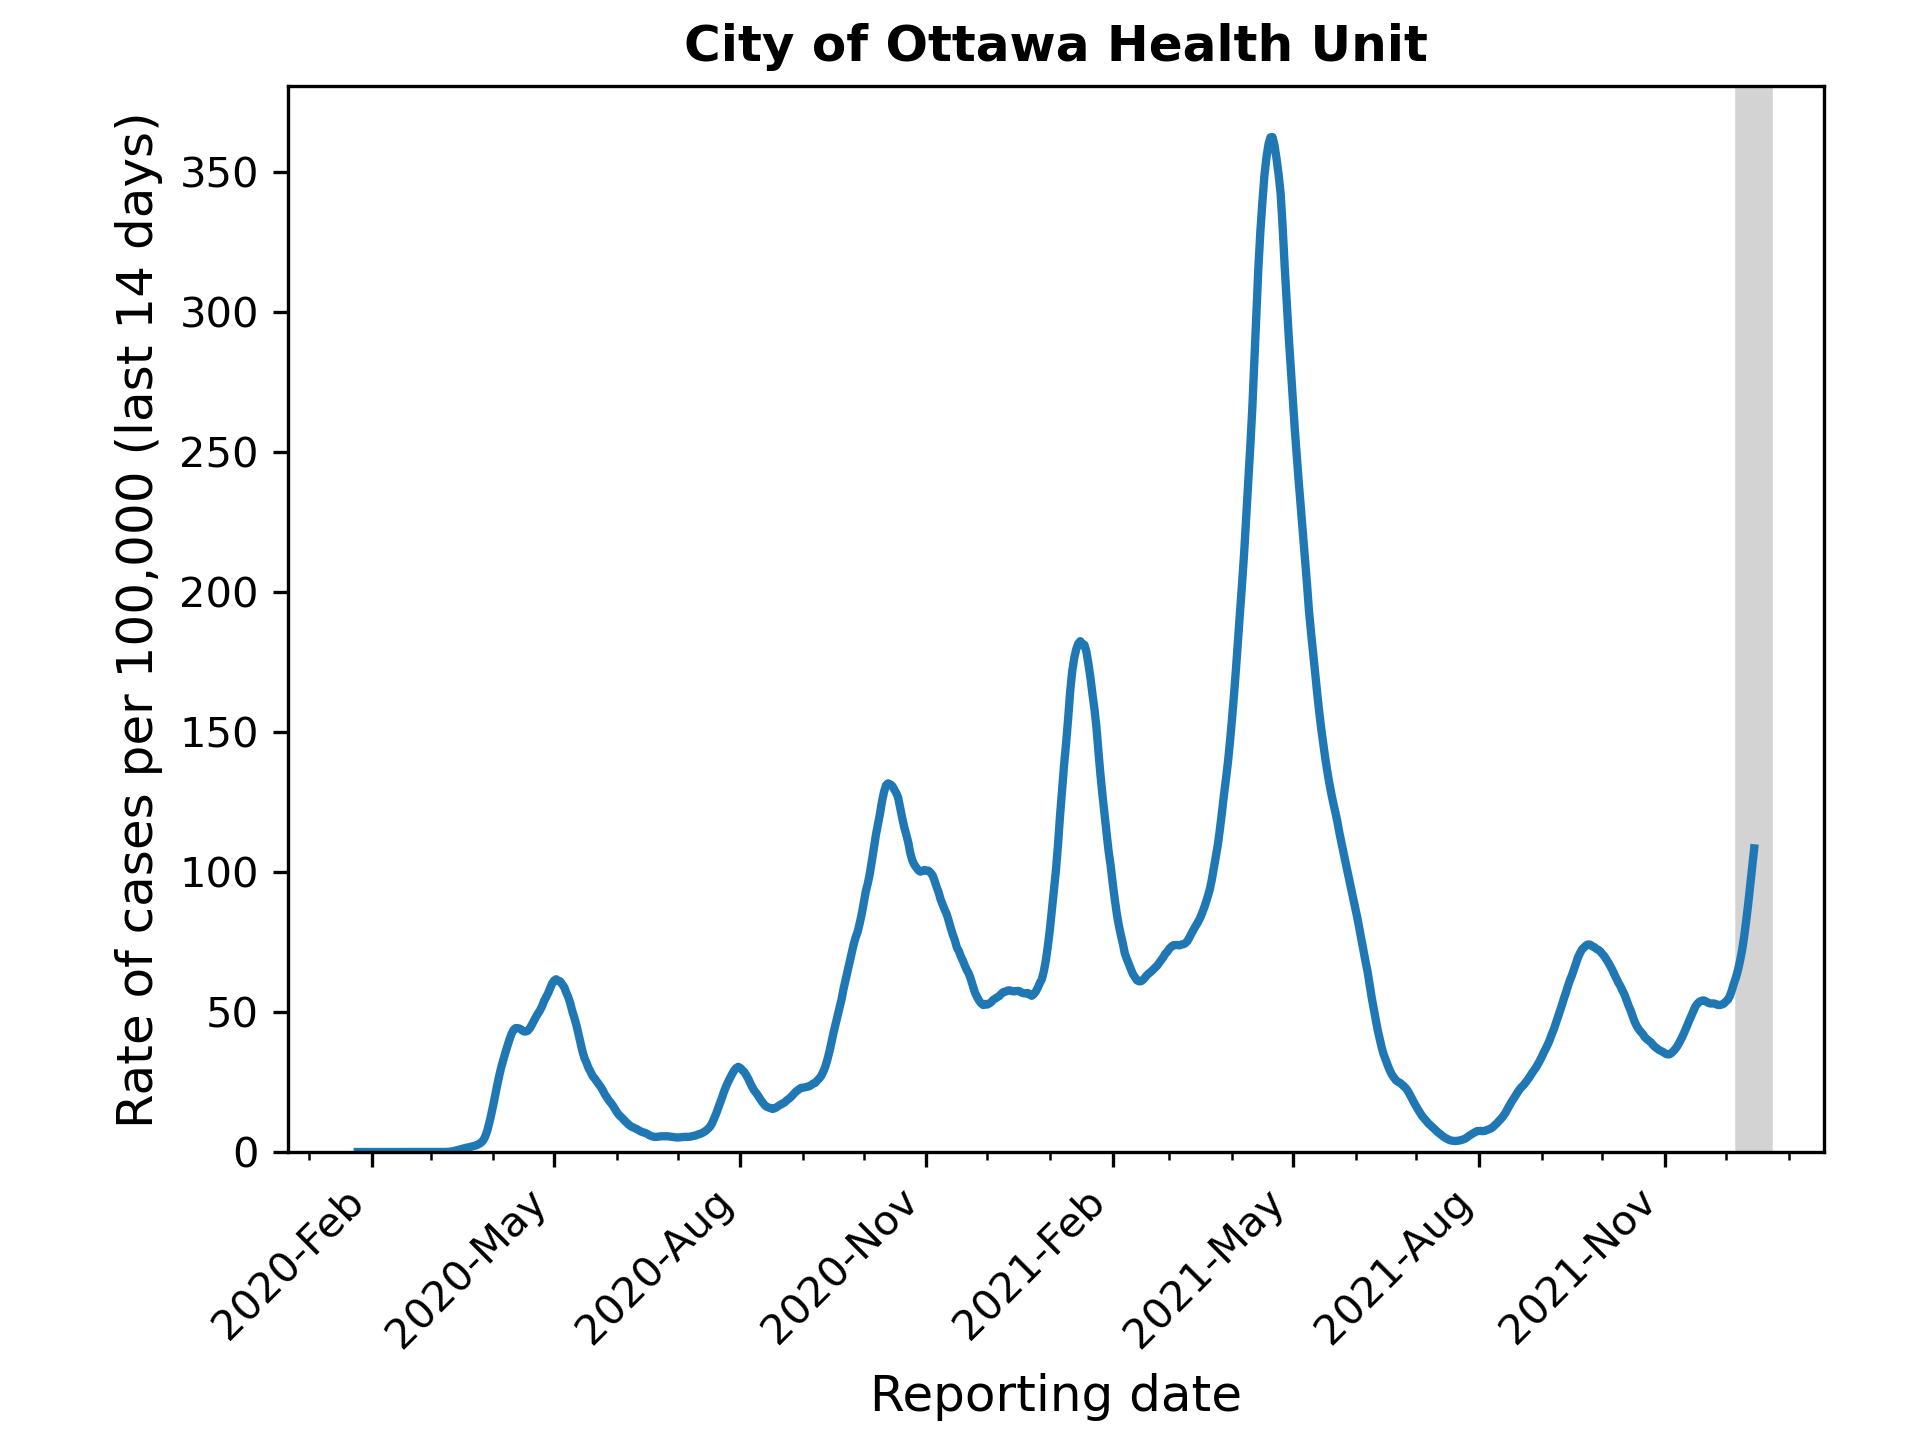 City of Ottawa Health Unit
Rate of cases per 100,000 (last 14 days)
350
300
250
200
150
100
50
0
2020-Feb
2020-May
2020-Aug
2020-Nov
2021-Feb
2021-May
2021-Aug
2021-Nov
Reporting date